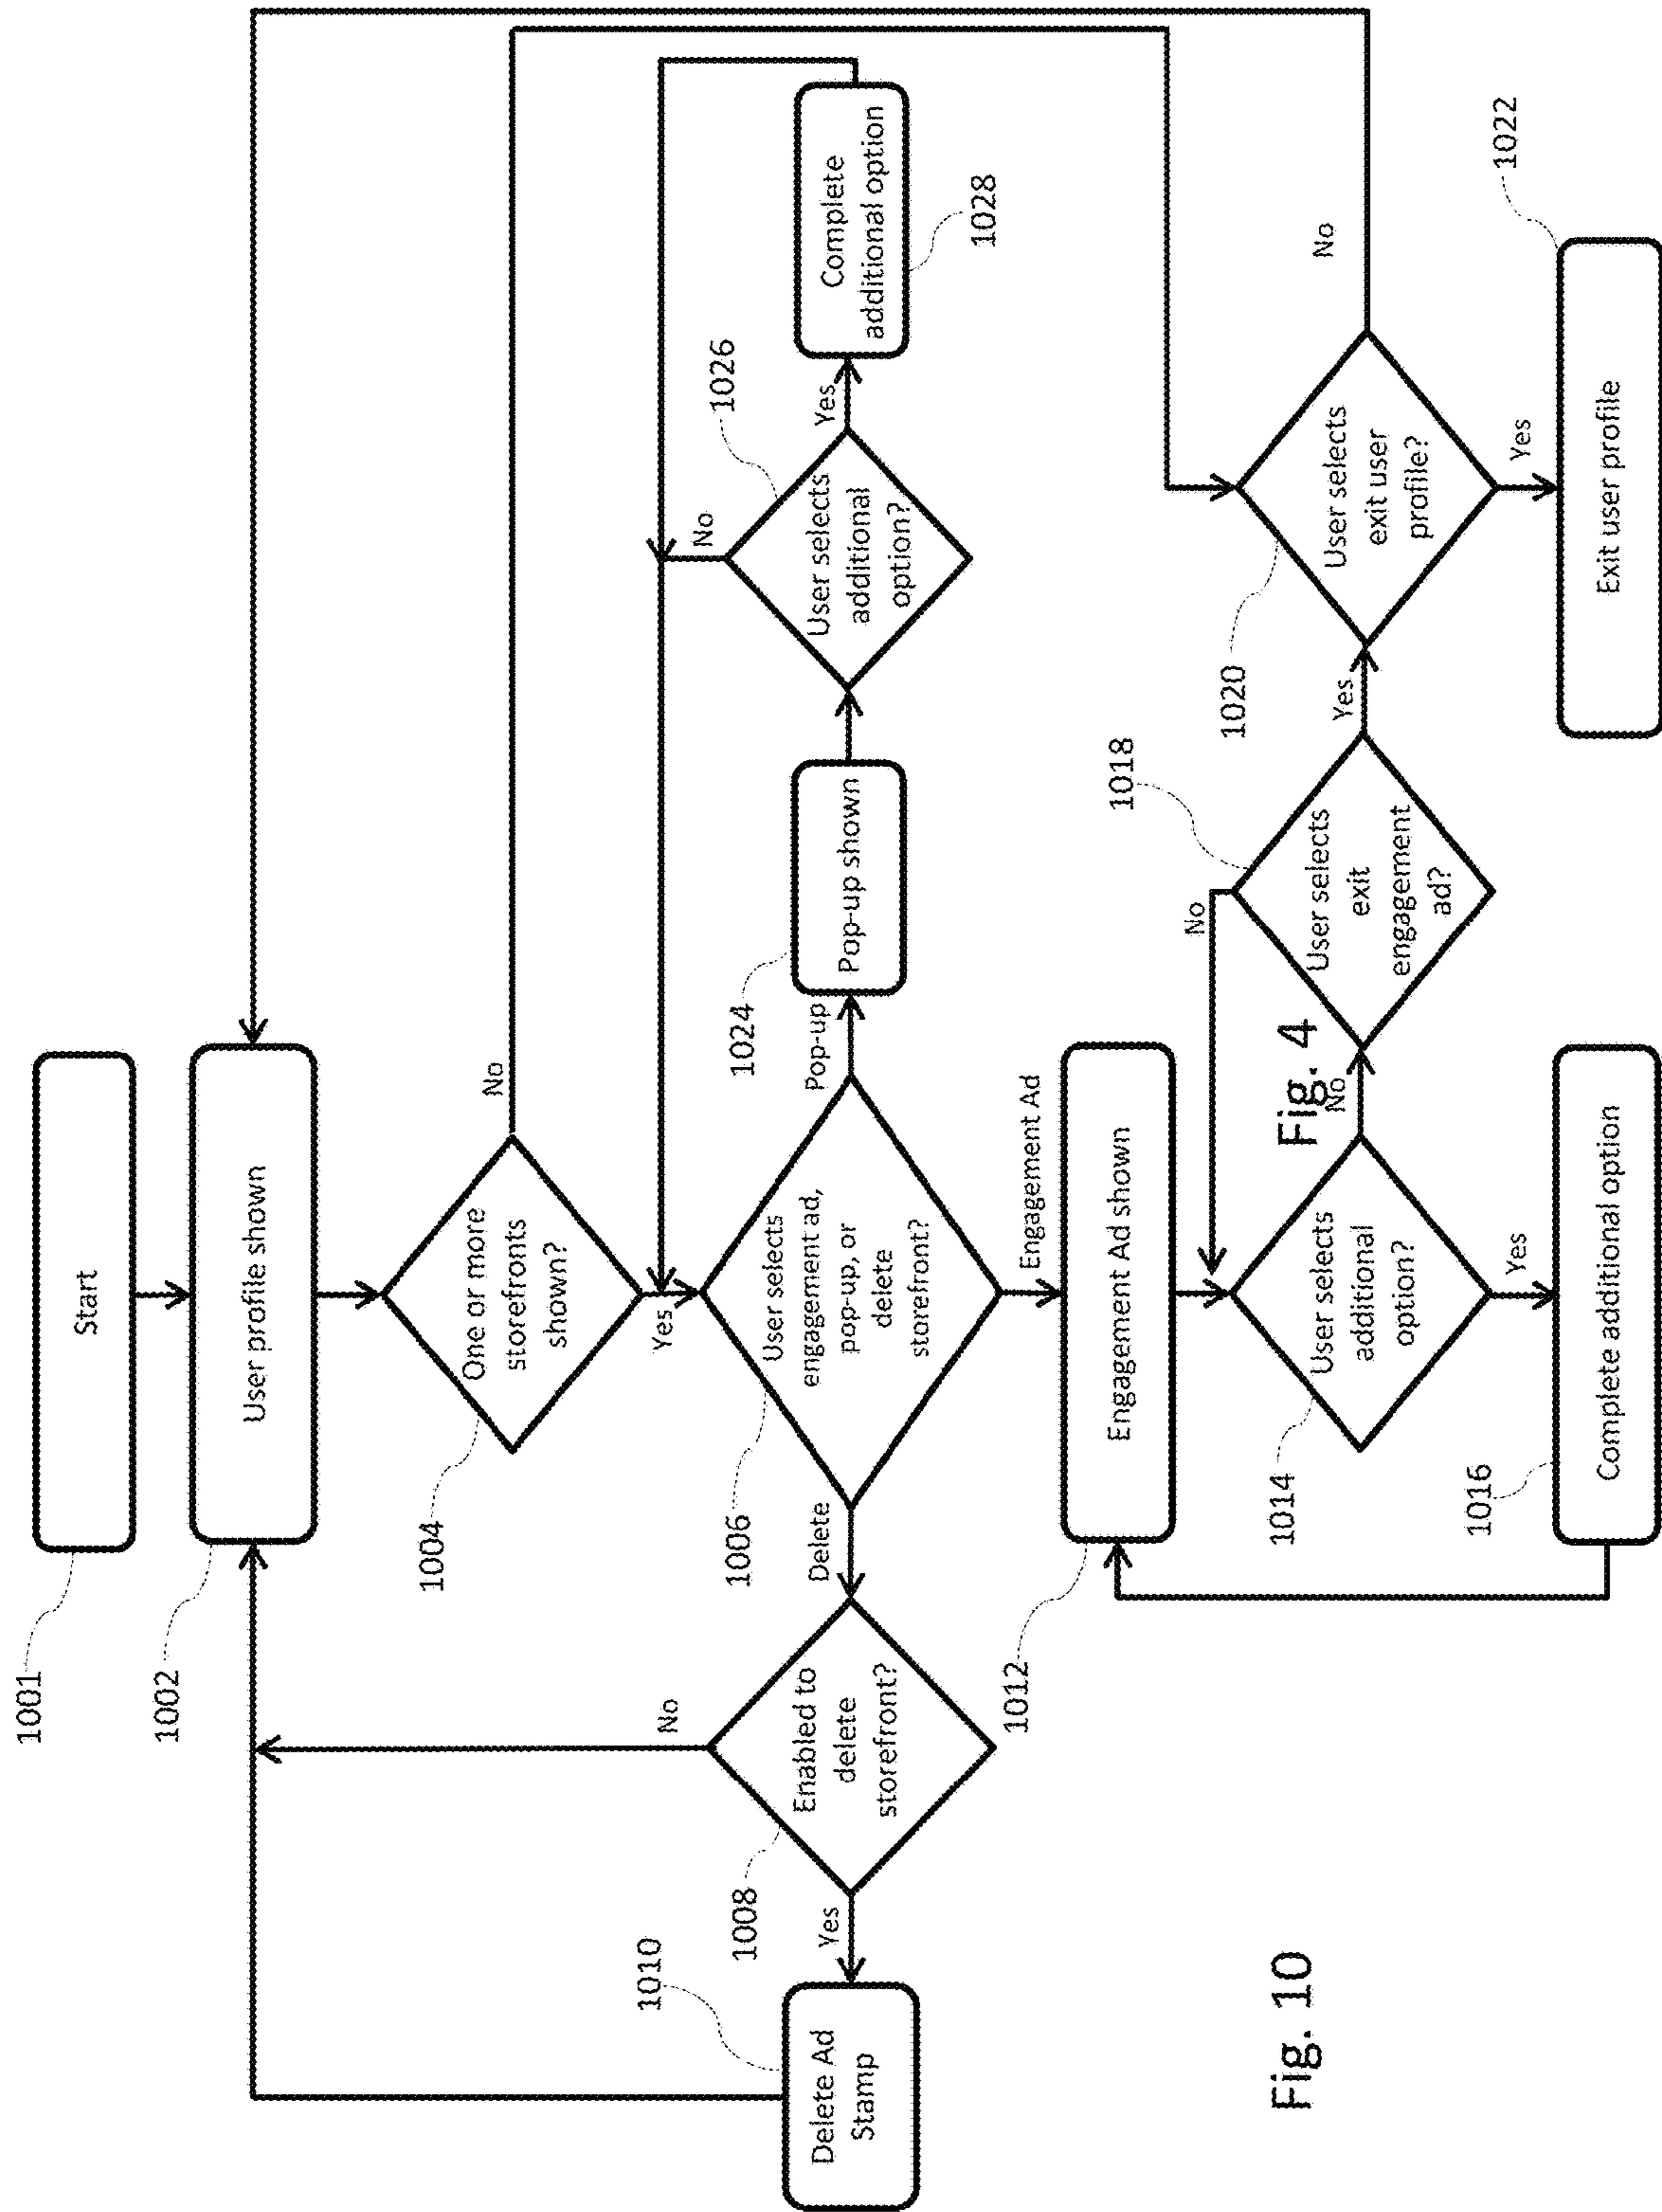 1001
Start
1002
User profile shown
1004
One or more
storefronts
shown?
No
Yes
1006
User selects
engagement ad,
pop-up, or
delete
storefront?
Delete
Pop-up
Engagement Ad
1008
Enabled to
delete
storefront?
No
Yes
1010
Delete Ad
Stamp
1024
Pop-up shown
1026
User selects
additional
option?
No
Yes
Complete
additional option
1028
1012
Engagement Ad shown
1014
User selects
additional
option?
No
Yes
1016
Complete additional option
Fig. 4
1018
User selects
exit
engagement
ad?
No
Yes
1020
User selects
exit user
profile?
No
Yes
1022
Exit user profile
Fig. 10